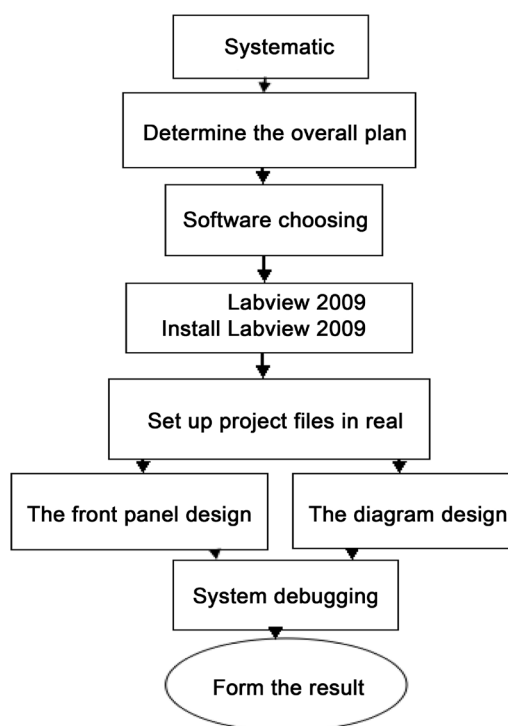 Systematic
Determine the overall plan
Software choosing
Labview 2009
Install Labview 2009
Set up project files in real
The front panel design
The diagram design
System debugging
Form the result